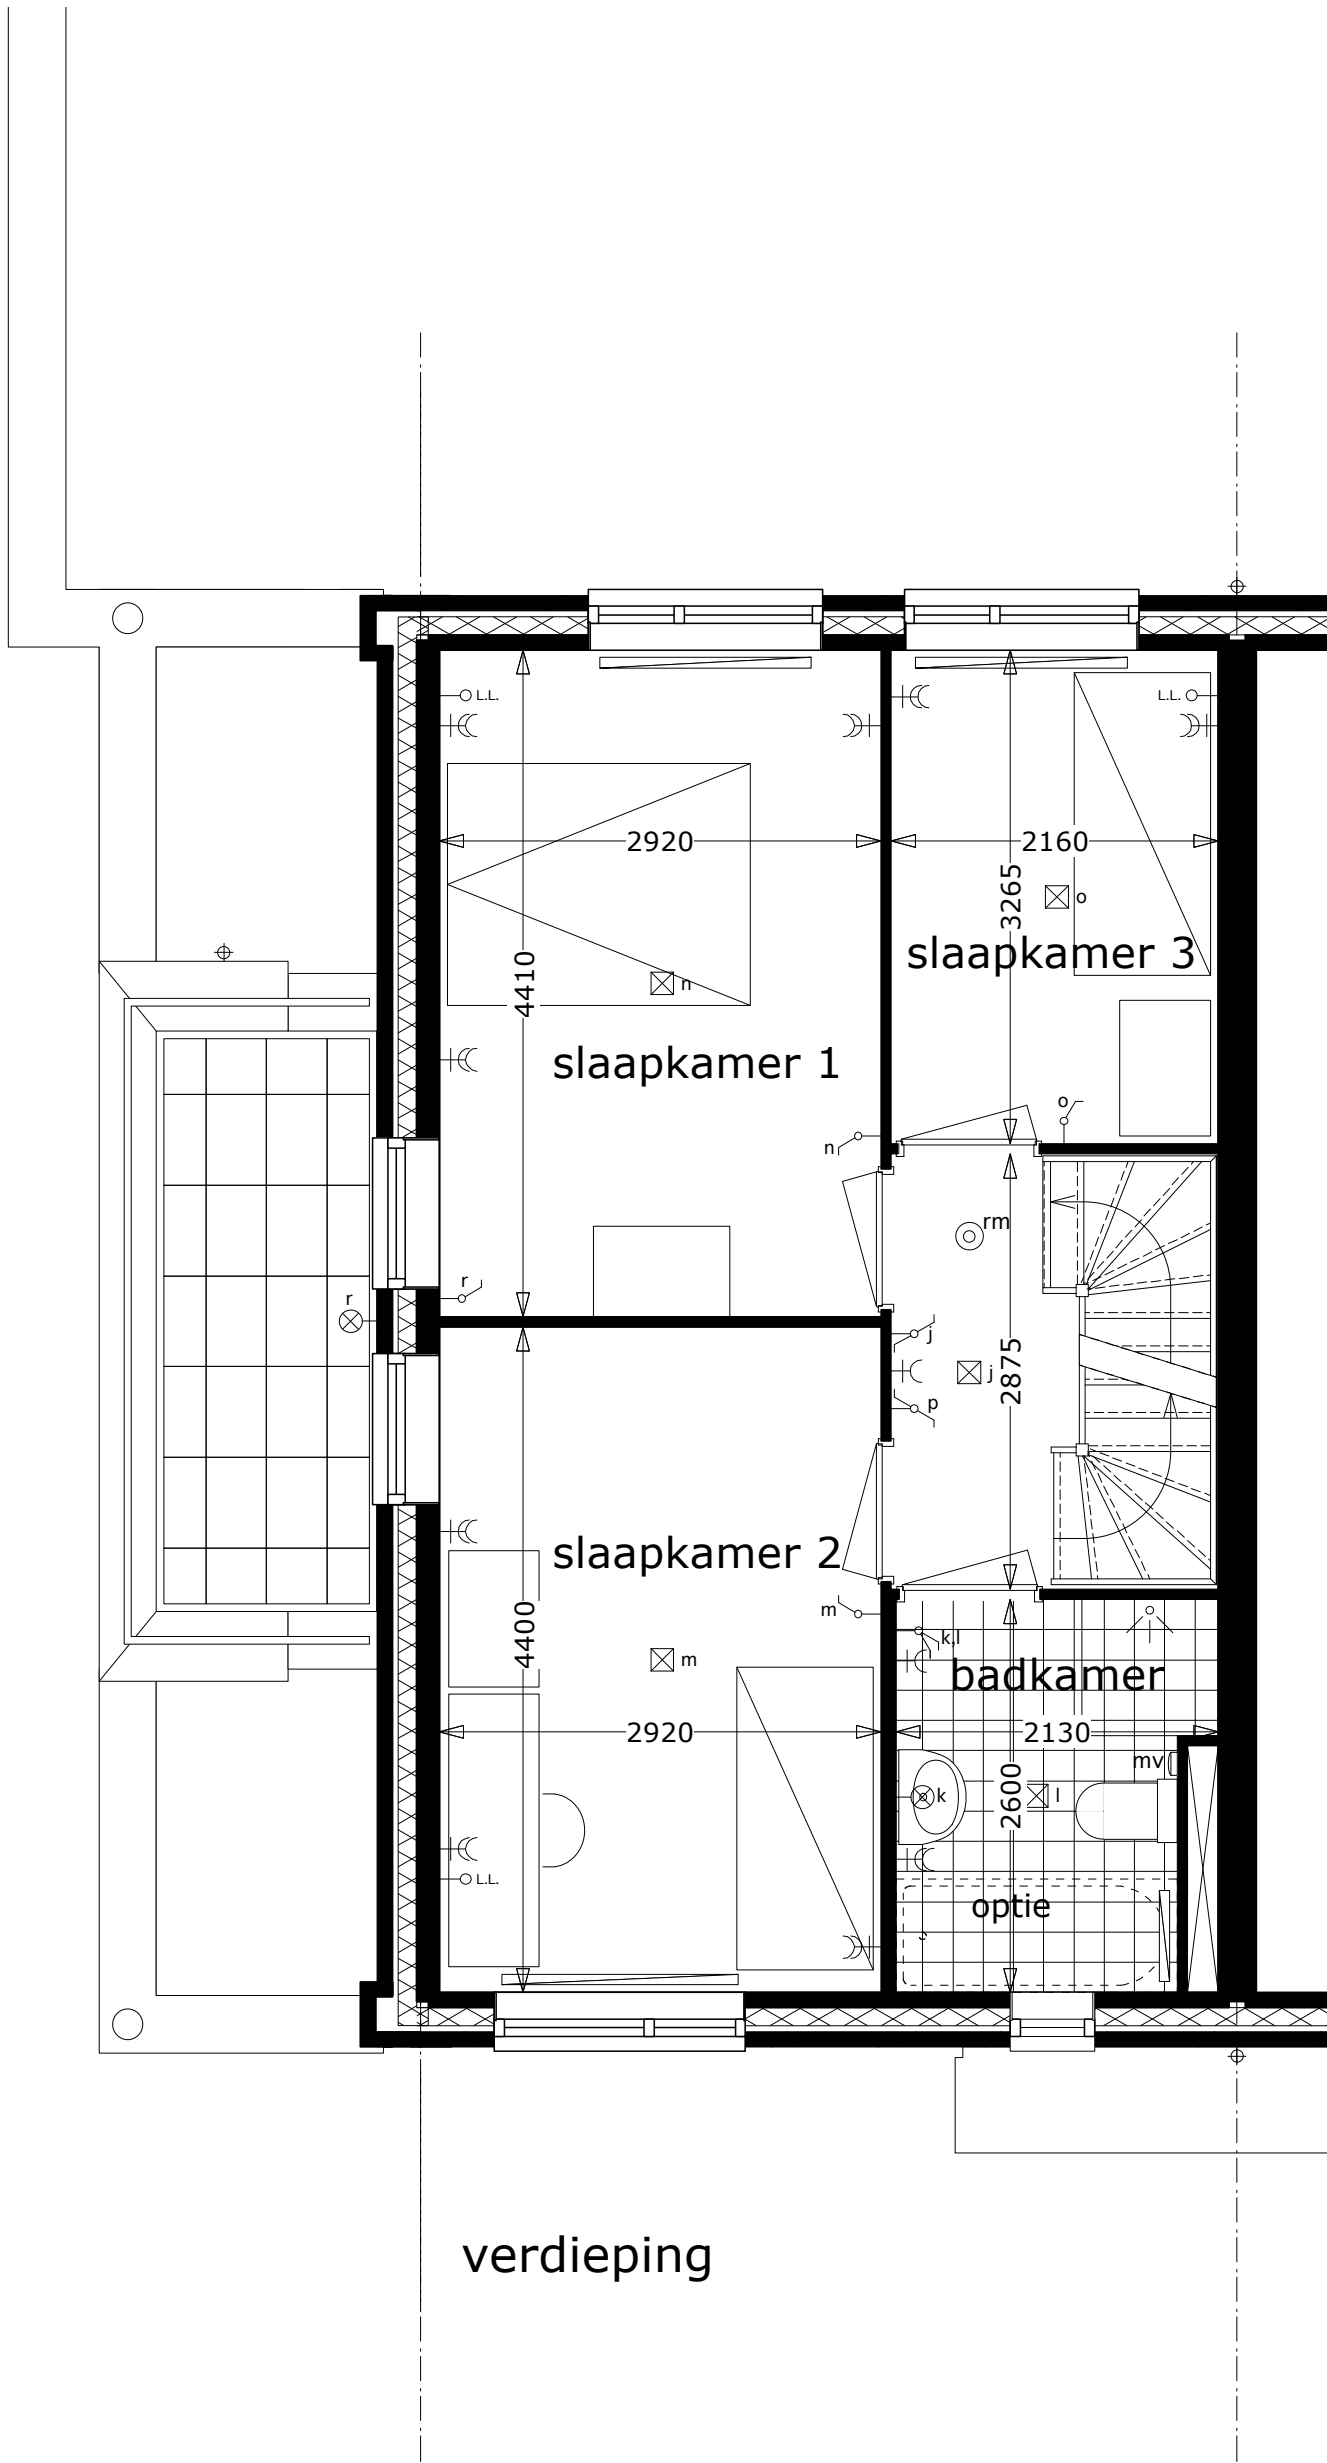 L.L.
L.L.
2920
2160
3265
o
slaapkamer 3
4410
n
slaapkamer 1
o
n
rm
r
r
j
2875
j
p
slaapkamer 2
m
4400
k,l
m
badkamer
2920
2130
mv
2600
k
l
L.L.
optie
verdieping